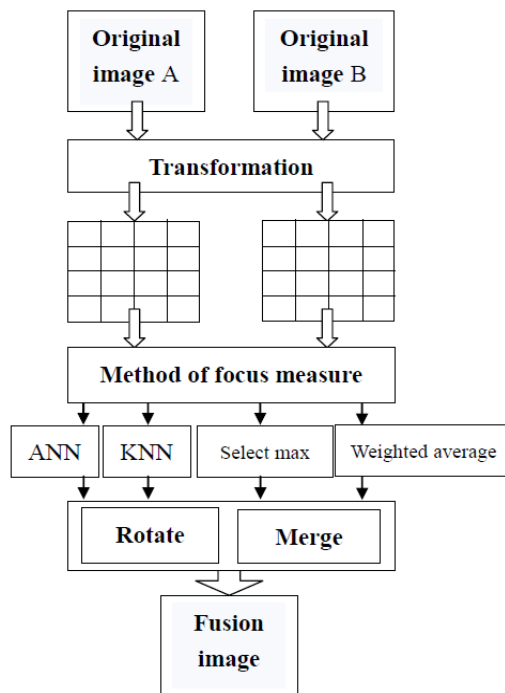 Original
image A
Original
image B
Transformation
Method of focus measure
ANN
KNN
Select max
Weighted average
Rotate
Merge
Fusion
image